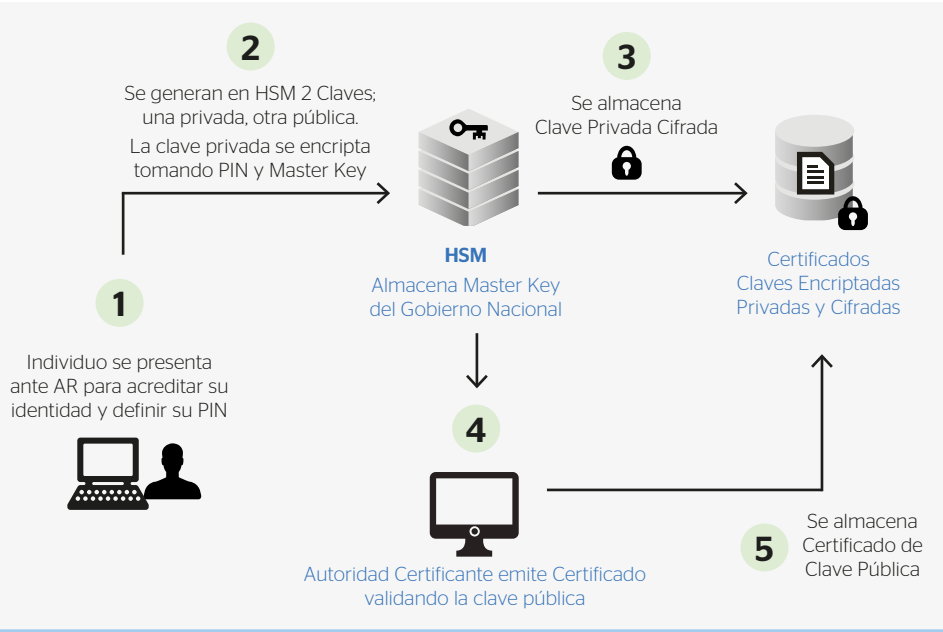 1
Individuo se presenta
ante AR para acreditar su
identidad y definir su PIN
2
Se generan en HSM 2 Claves;
una privada, otra pública.
La clave privada se encripta
tomando PIN y Master Key
HSM
Almacena Master Key
del Gobierno Nacional
3
Se almacena
Clave Privada Cifrada
Certificados
Claves Encriptadas
Privadas y Cifradas
4
Autoridad Certificante emite Certificado
validando la clave pública
5
Se almacena
Certificado de
Clave Pública